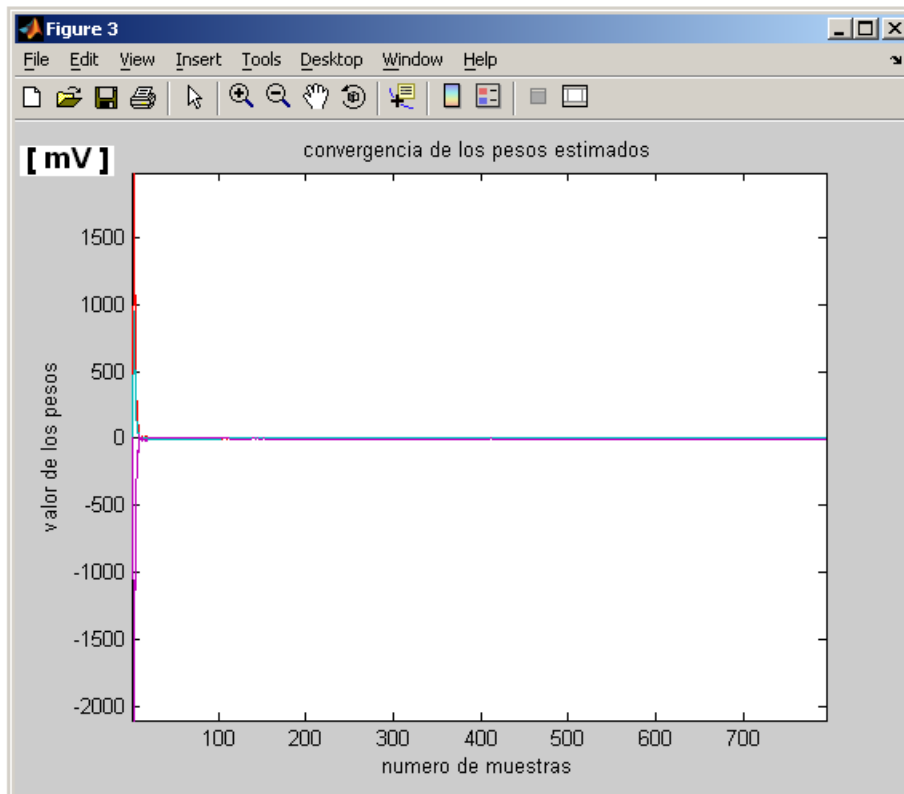 Figure 3
File Edit View Insert Tools Desktop Window Help
[ mV ]
convergencia de los pesos estimados
1500
1000
500
0
-500
-1000
-1500
-2000
valor de los pesos
100 200 300 400 500 600 700
numero de muestras